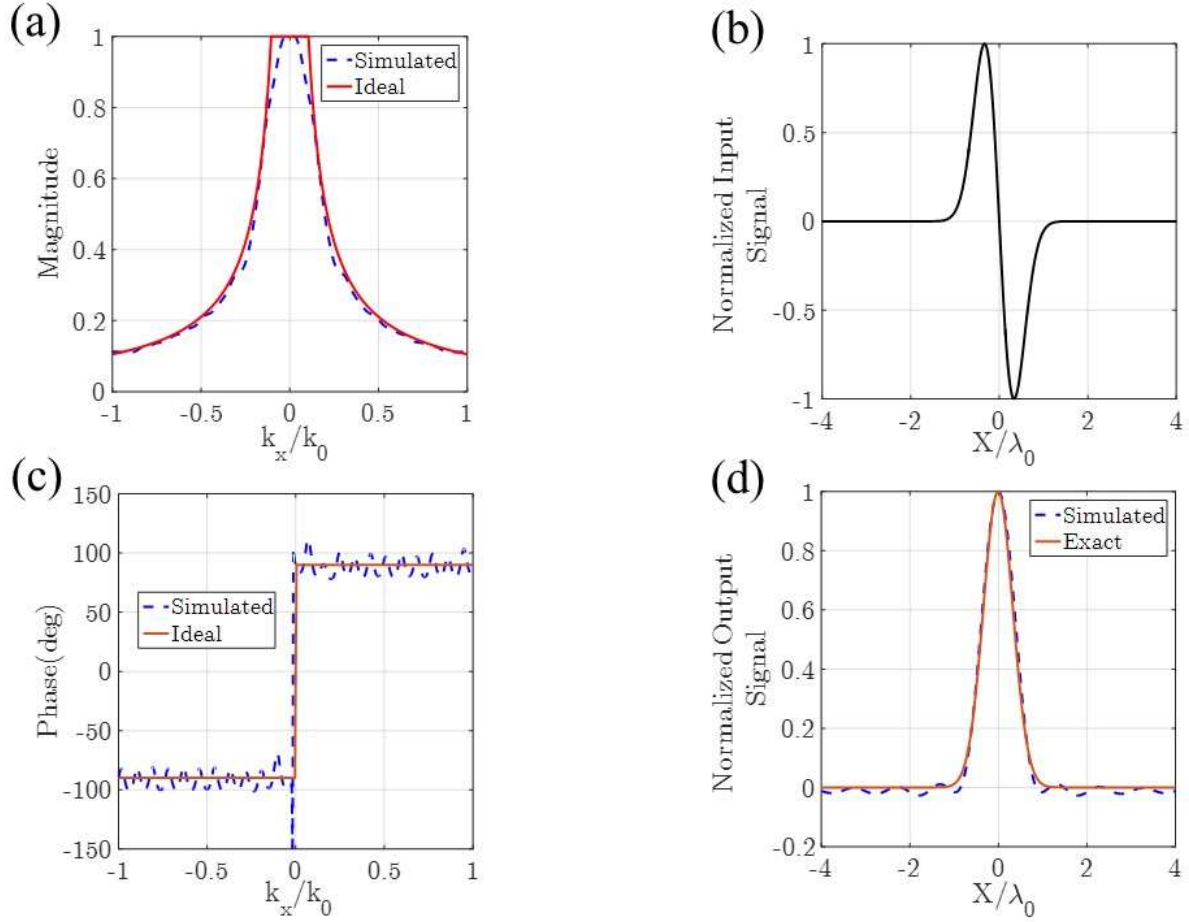 (a)
1
0.8
0.6
0.4
0.2
0
Magnitude
Simulated
Ideal
-1 -0.5 0 0.5 1
k_x/k_0
(b)
1
0.5
0
-0.5
-1
Normalized Input
Signal
-4 -2 0 2 4
X/λ_0
(c)
150
100
50
0
-50
-100
-150
Phase(deg)
Simulated
Ideal
-1 -0.5 0 0.5 1
k_x/k_0
(d)
1
0.8
0.6
0.4
0.2
0
-0.2
Normalized Output
Signal
Simulated
Exact
-4 -2 0 2 4
X/λ_0